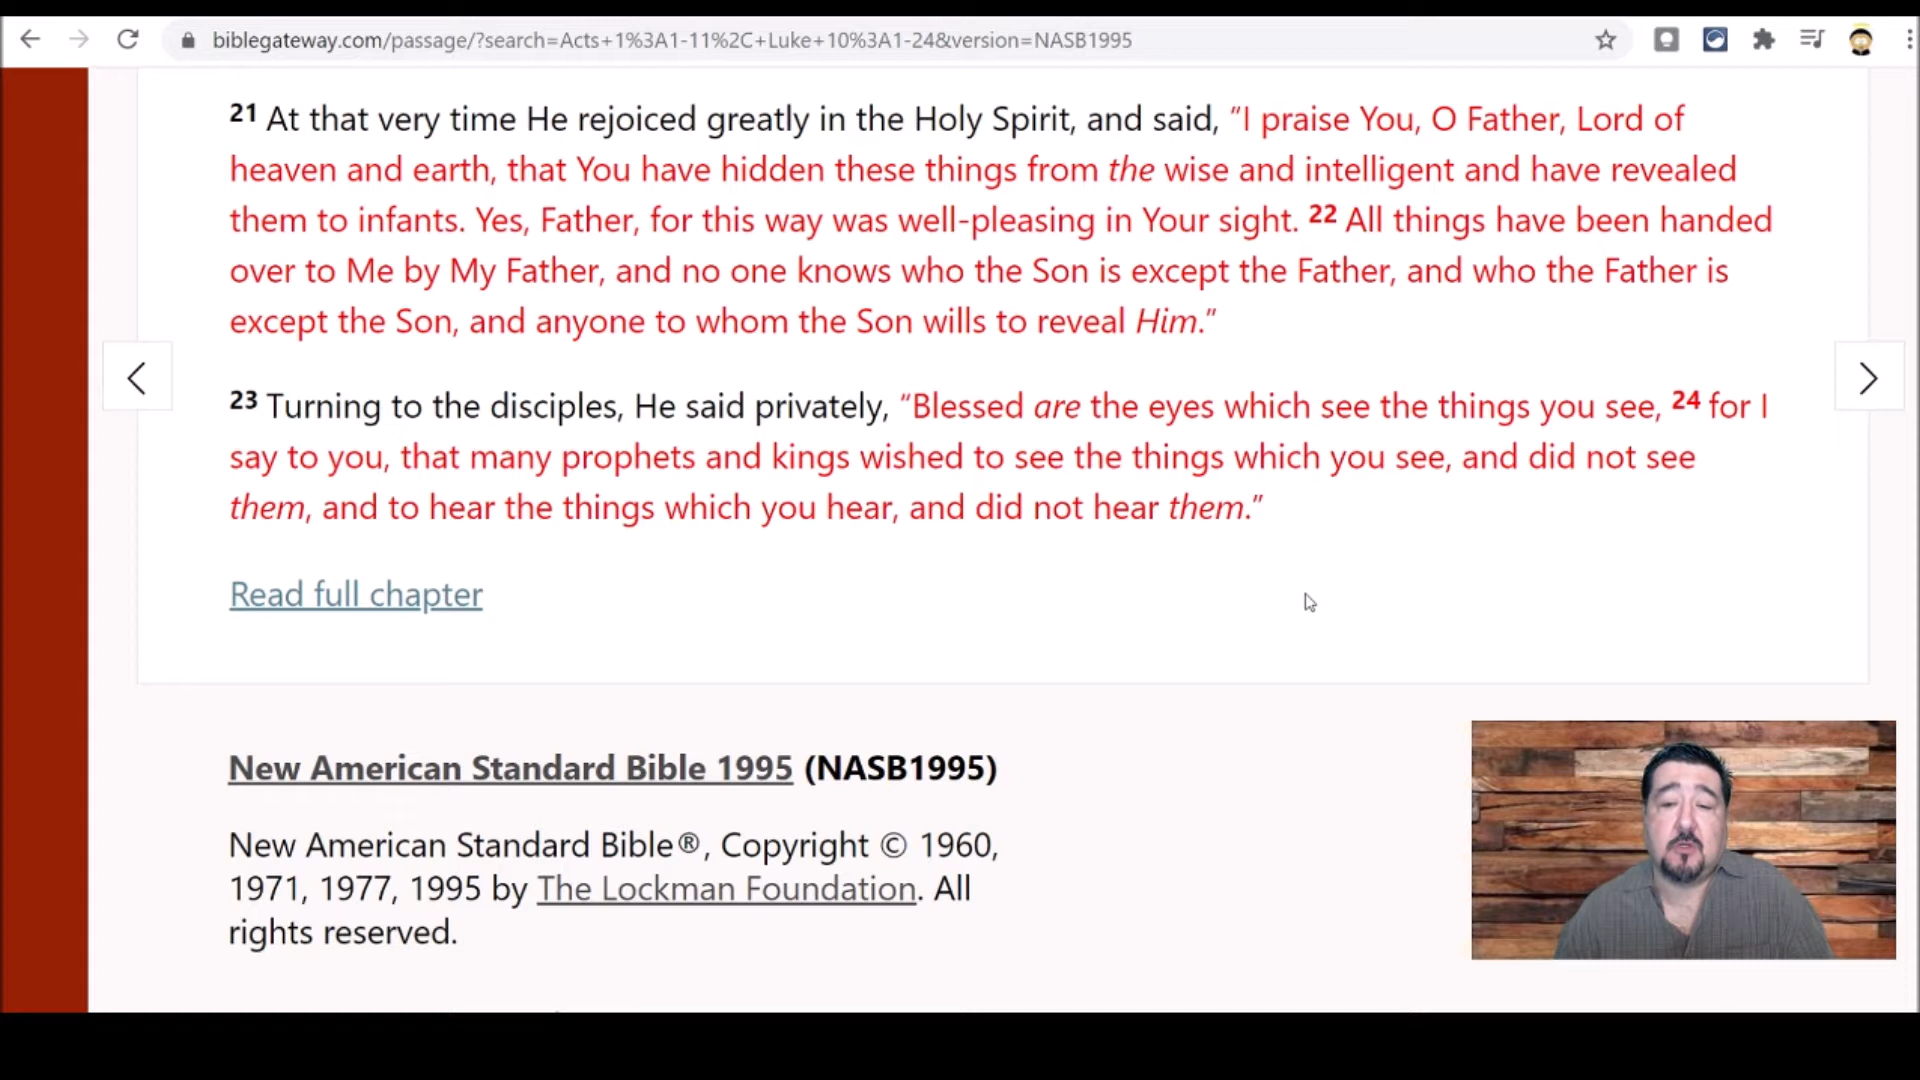 biblegateway.com/passage/?search=Acts+1%3A1-11%2C+Luke+10%3A1-24&version=NASB1995
21 At that very time He rejoiced greatly in the Holy Spirit, and said, “I praise You, O Father, Lord of
heaven and earth, that You have hidden these things from the wise and intelligent and have revealed
them to infants. Yes, Father, for this way was well-pleasing in Your sight. 22 All things have been handed
over to Me by My Father, and no one knows who the Son is except the Father, and who the Father is
except the Son, and anyone to whom the Son wills to reveal Him.”
23 Turning to the disciples, He said privately, “Blessed are the eyes which see the things you see, 24 for I
say to you, that many prophets and kings wished to see the things which you see, and did not see
them, and to hear the things which you hear, and did not hear them.”
Read full chapter
New American Standard Bible 1995 (NASB1995)
New American Standard Bible®, Copyright © 1960,
1971, 1977, 1995 by The Lockman Foundation. All
rights reserved.